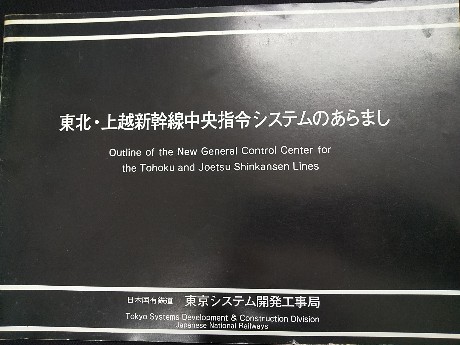 東北・上越新幹線中央指令システムのあらまし
Outline of the New General Control Center for
the Tohoku and Joetsu Shinkansen Lines
日本国有鉄道 東京システム開発工事局
Tokyo Systems Development & Construction Division
Japanese National Railways